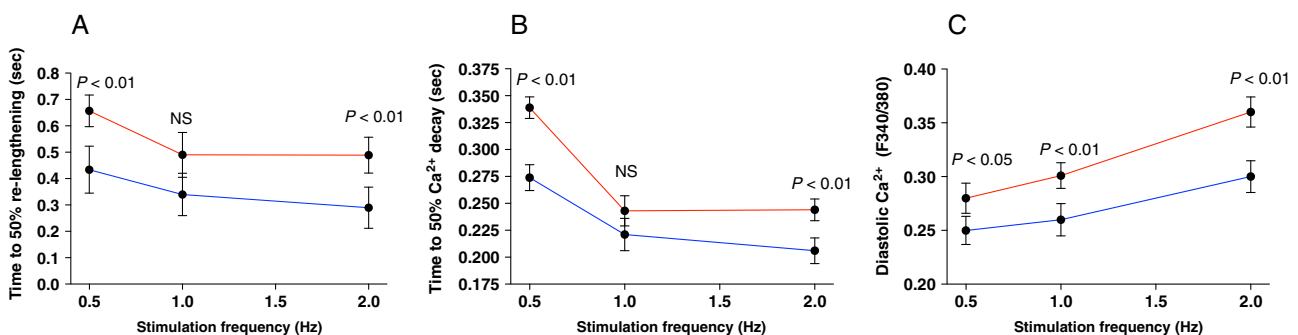 A
Time to 50% re-lengthening (sec)
0.8
0.7
0.6
0.5
0.4
0.3
0.2
0.1
0.0
P < 0.01
NS
P < 0.01
0.5
1.0
1.5
2.0
Stimulation frequency (Hz)
B
Time to 50% Ca²⁺ decay (sec)
0.375
0.350
0.325
0.300
0.275
0.250
0.225
0.200
0.175
P < 0.01
NS
P < 0.01
0.5
1.0
1.5
2.0
Stimulation frequency (Hz)
C
Diastolic Ca²⁺ (F340/380)
0.40
0.35
0.30
0.25
0.20
P < 0.05
P < 0.01
P < 0.01
0.5
1.0
1.5
2.0
Stimulation frequency (Hz)